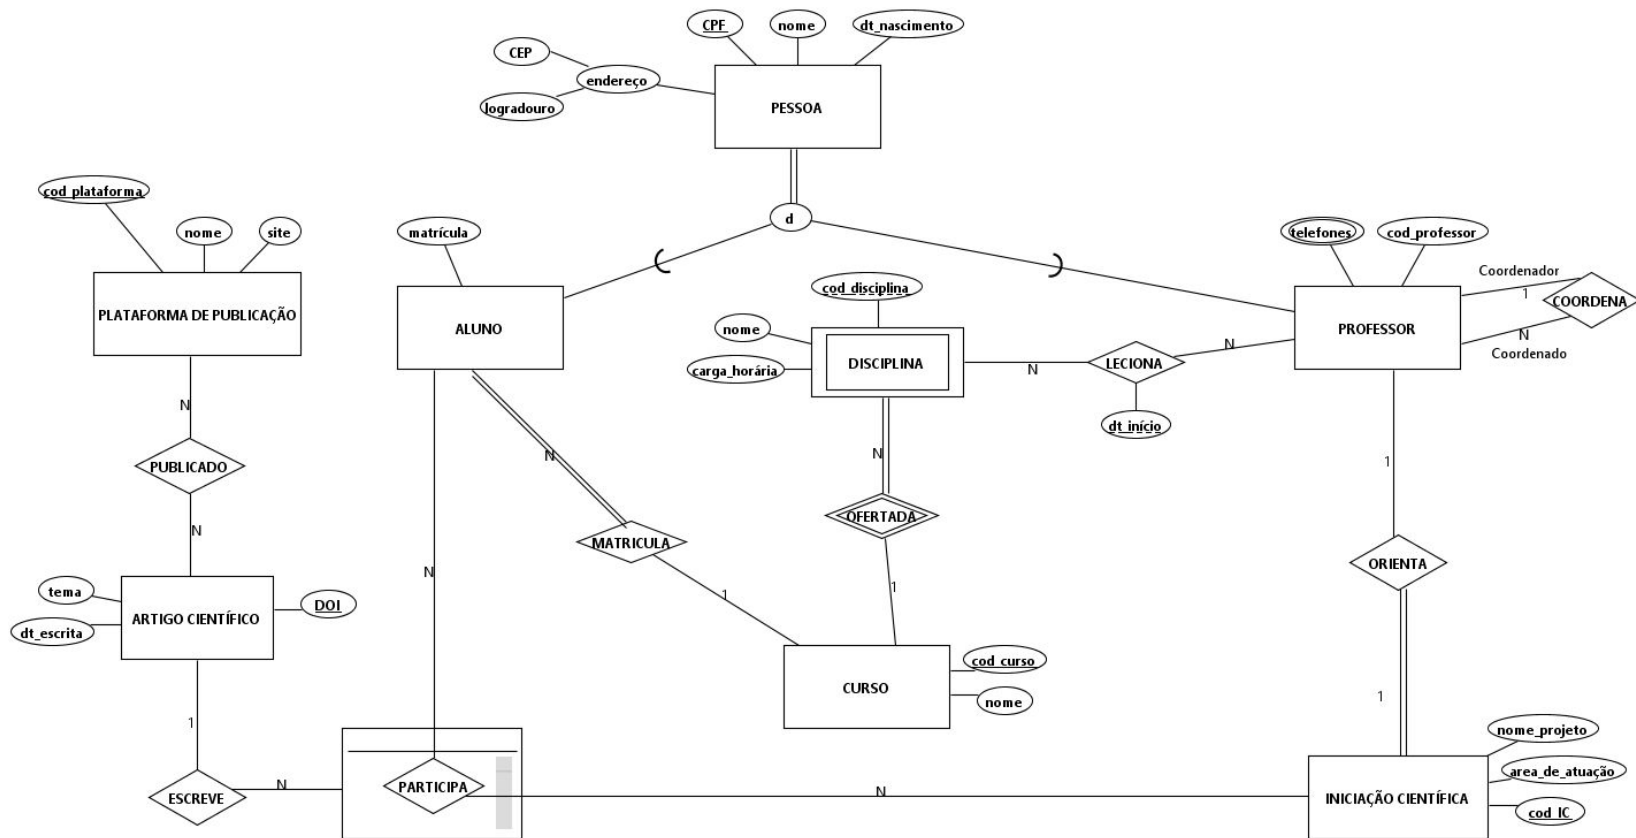 CPF
nome
dt_nascimento
CEP
endereço
logradouro
PESSOA
cod_plataforma
nome
site
matrícula
d
telefones
cod_professor
Coordenador
1
COORDENA
N
Coordenado
PLATAFORMA DE PUBLICAÇÃO
ALUNO
cod_disciplina
nome
carga_horária
DISCIPLINA
N
LECIONA
N
dt_início
PROFESSOR
N
PUBLICADO
N
N
MATRICULA
1
N
OFERTADA
1
1
ORIENTA
1
N
tema
dt_escrita
ARTIGO CIENTÍFICO
DOI
CURSO
cod_curso
nome
1
ESCREVE
N
PARTICIPA
N
nome_projeto
area_de_atuação
cod_IC
INICIAÇÃO CIENTÍFICA